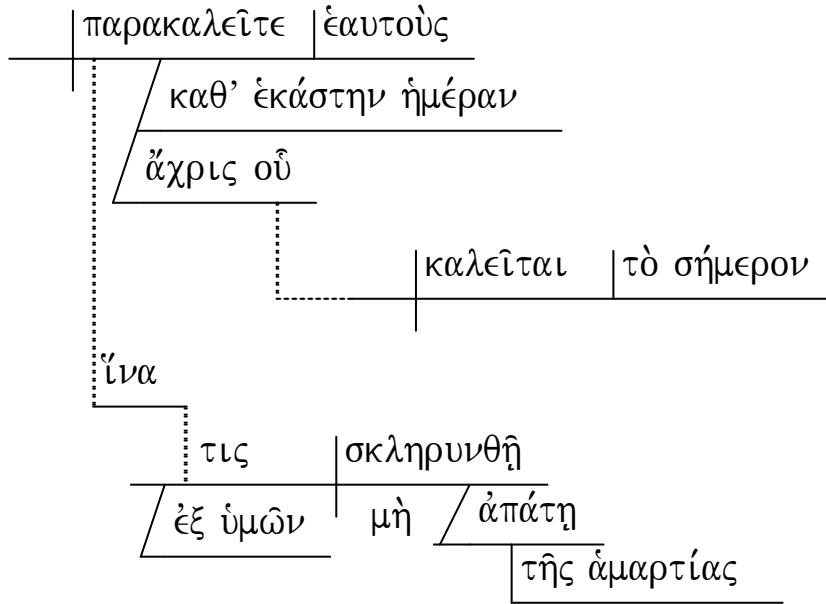 παρακαλεῖτε ἑαυτοὺς
καθ’ ἑκάστην ἡμέραν
ἄχρις οὗ
καλεῖται τὸ σήμερον
ἵνα
τις σκληρυνθῇ
ἐξ ὑμῶν μὴ ἀπάτῃ
τῆς ἁμαρτίας